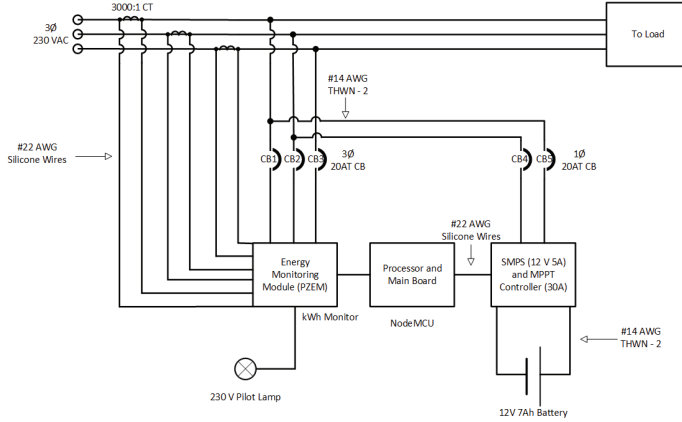 3000:1 CT
3Ø
230 VAC
To Load
#14 AWG
THWN - 2
#22 AWG
Silicone Wires
CB1
CB2
CB3
3Ø
20AT CB
CB4
CB5
1Ø
20AT CB
#22 AWG
Silicone Wires
Energy
Monitoring
Module (PZEM)
Processor and
Main Board
SMPS (12 V 5A)
and MPPT
Controller (30A)
kWh Monitor
NodeMCU
#14 AWG
THWN - 2
230 V Pilot Lamp
12V 7Ah Battery